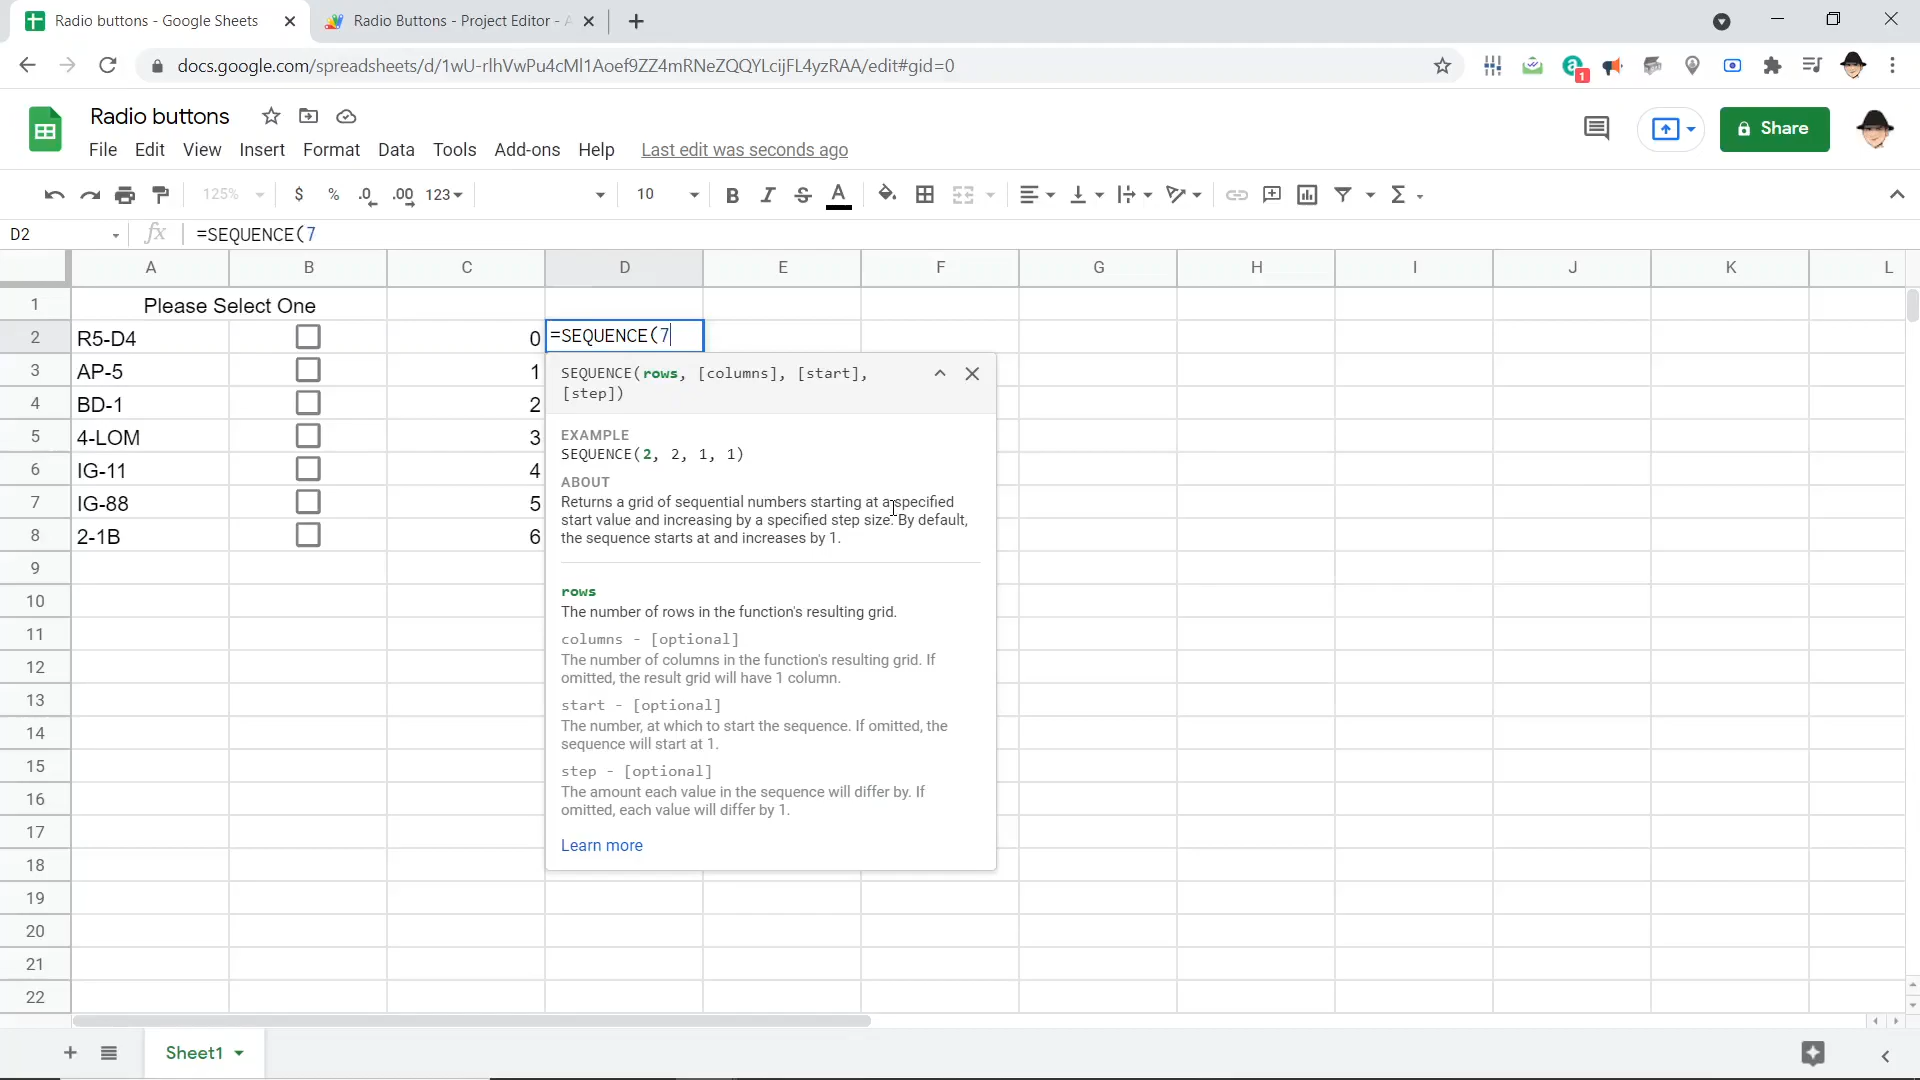 Radio buttons - Google Sheets
Radio Buttons - Project Editor -
docs.google.com/spreadsheets/d/1wU-rlhVwPu4cMl1Aoef9ZZ4mRNeZQQYLcijFL4yzRAA/edit#gid=0
1
Radio buttons
File Edit View Insert Format Data Tools Add-ons Help Last edit was seconds ago
Share
125% $ % .0 .00 123 10 B I S A Σ
D2 fx =SEQUENCE(7
A B C D E F G H I J K L
1 Please Select One
2 R5-D4 0 =SEQUENCE(7
3 AP-5 1
4 BD-1 2
5 4-LOM 3
6 IG-11 4
7 IG-88 5
8 2-1B 6
9
10
11
12
13
14
15
16
17
18
19
20
21
22
SEQUENCE(rows, [columns], [start],
[step])
EXAMPLE
SEQUENCE(2, 2, 1, 1)
ABOUT
Returns a grid of sequential numbers starting at a specified
start value and increasing by a specified step size. By default,
the sequence starts at and increases by 1.
rows
The number of rows in the function's resulting grid.
columns - [optional]
The number of columns in the function's resulting grid. If
omitted, the result grid will have 1 column.
start - [optional]
The number, at which to start the sequence. If omitted, the
sequence will start at 1.
step - [optional]
The amount each value in the sequence will differ by. If
omitted, each value will differ by 1.
Learn more
Sheet1